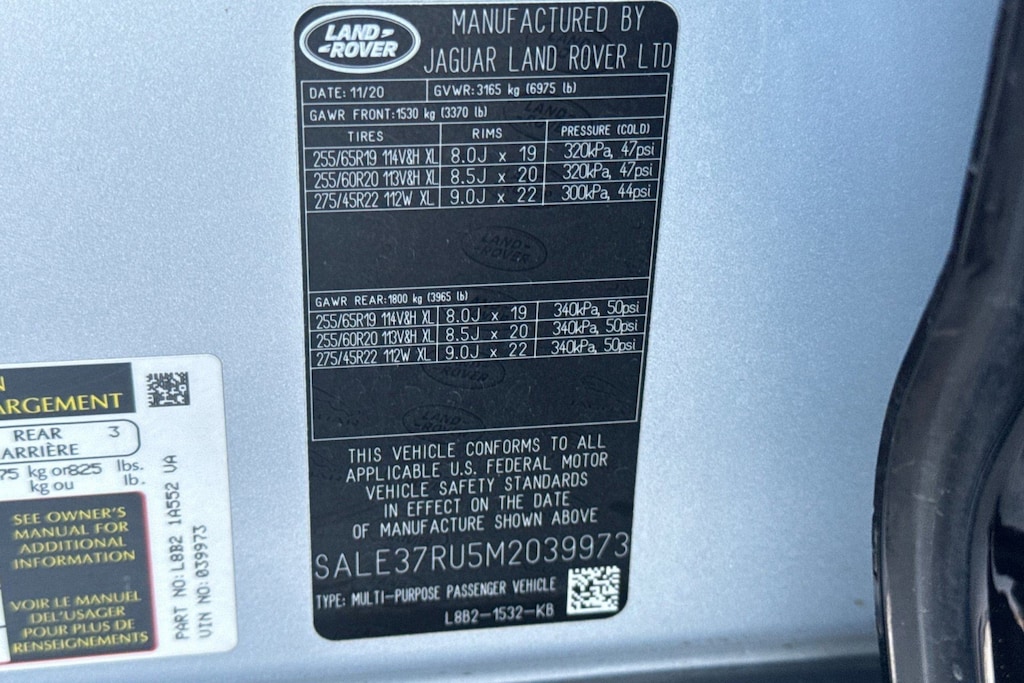 LAND-
-ROVER
MANUFACTURED BY
JAGUAR LAND ROVER LTD
DATE: 11/20 GVWR: 3165 kg (6975 lb)
GAWR FRONT: 1530 kg (3370 lb)
TIRES RIMS PRESSURE (COLD)
255/65R19 114V&H XL 8.0J x 19 320kPa, 47psi
255/60R20 113V&H XL 8.5J x 20 320kPa, 47psi
275/45R22 112W XL 9.0J x 22 300kPa, 44psi
LAND-
-ROVER
GAWR REAR: 1800 kg (3965 lb)
255/65R19 114V&H XL 8.0J x 19 340kPa, 50psi
255/60R20 113V&H XL 8.5J x 20 340kPa, 50psi
275/45R22 112W XL 9.0J x 22 340kPa, 50psi
THIS VEHICLE CONFORMS TO ALL
APPLICABLE U.S. FEDERAL MOTOR
VEHICLE SAFETY STANDARDS
IN EFFECT ON THE DATE
OF MANUFACTURE SHOWN ABOVE
SALE37RU5M2039973
TYPE: MULTI-PURPOSE PASSENGER VEHICLE
L8B2-1532-KB
N
ARGEMENT
REAR 3
ARRIÈRE
75 kg or 825 lbs.
kg ou lb.
SEE OWNER'S
MANUAL FOR
ADDITIONAL
INFORMATION
VOIR LE MANUEL
DEL'USAGER
POUR PLUS DE
RENSEIGNEMENTS
PART NO: L8B2 1A552 VA
VIN NO: 039973